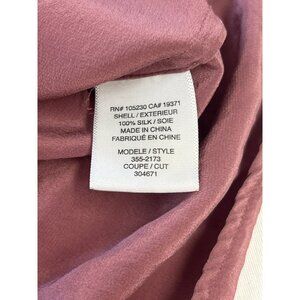 RN# 105230 CA# 19371
SHELL / EXTERIEUR
100% SILK / SOIE
MADE IN CHINA
FABRIQUÉ EN CHINE
MODELE / STYLE
355-2173
COUPE / CUT
304671